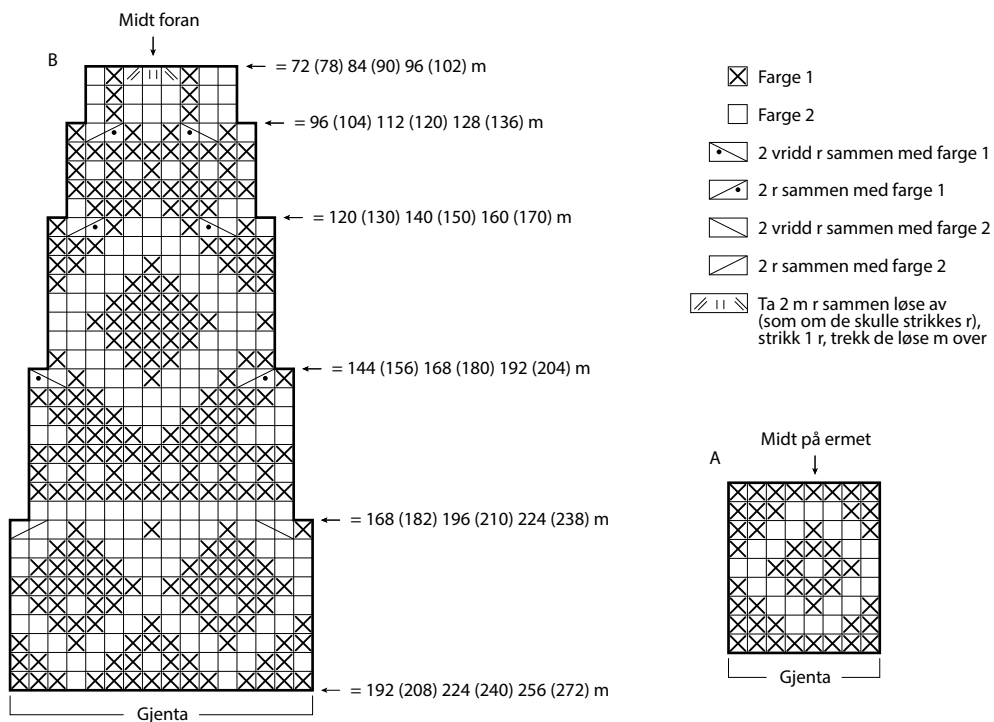 Midt foran
B
= 72 (78) 84 (90) 96 (102) m
= 96 (104) 112 (120) 128 (136) m
= 120 (130) 140 (150) 160 (170) m
= 144 (156) 168 (180) 192 (204) m
= 168 (182) 196 (210) 224 (238) m
= 192 (208) 224 (240) 256 (272) m
Gjenta
Farge 1
Farge 2
2 vridd r sammen med farge 1
2 r sammen med farge 1
2 vridd r sammen med farge 2
2 r sammen med farge 2
Ta 2 m r sammen løse av
(som om de skulle strikkes r),
strikk 1 r, trekk de løse m over
Midt på ermet
A
Gjenta